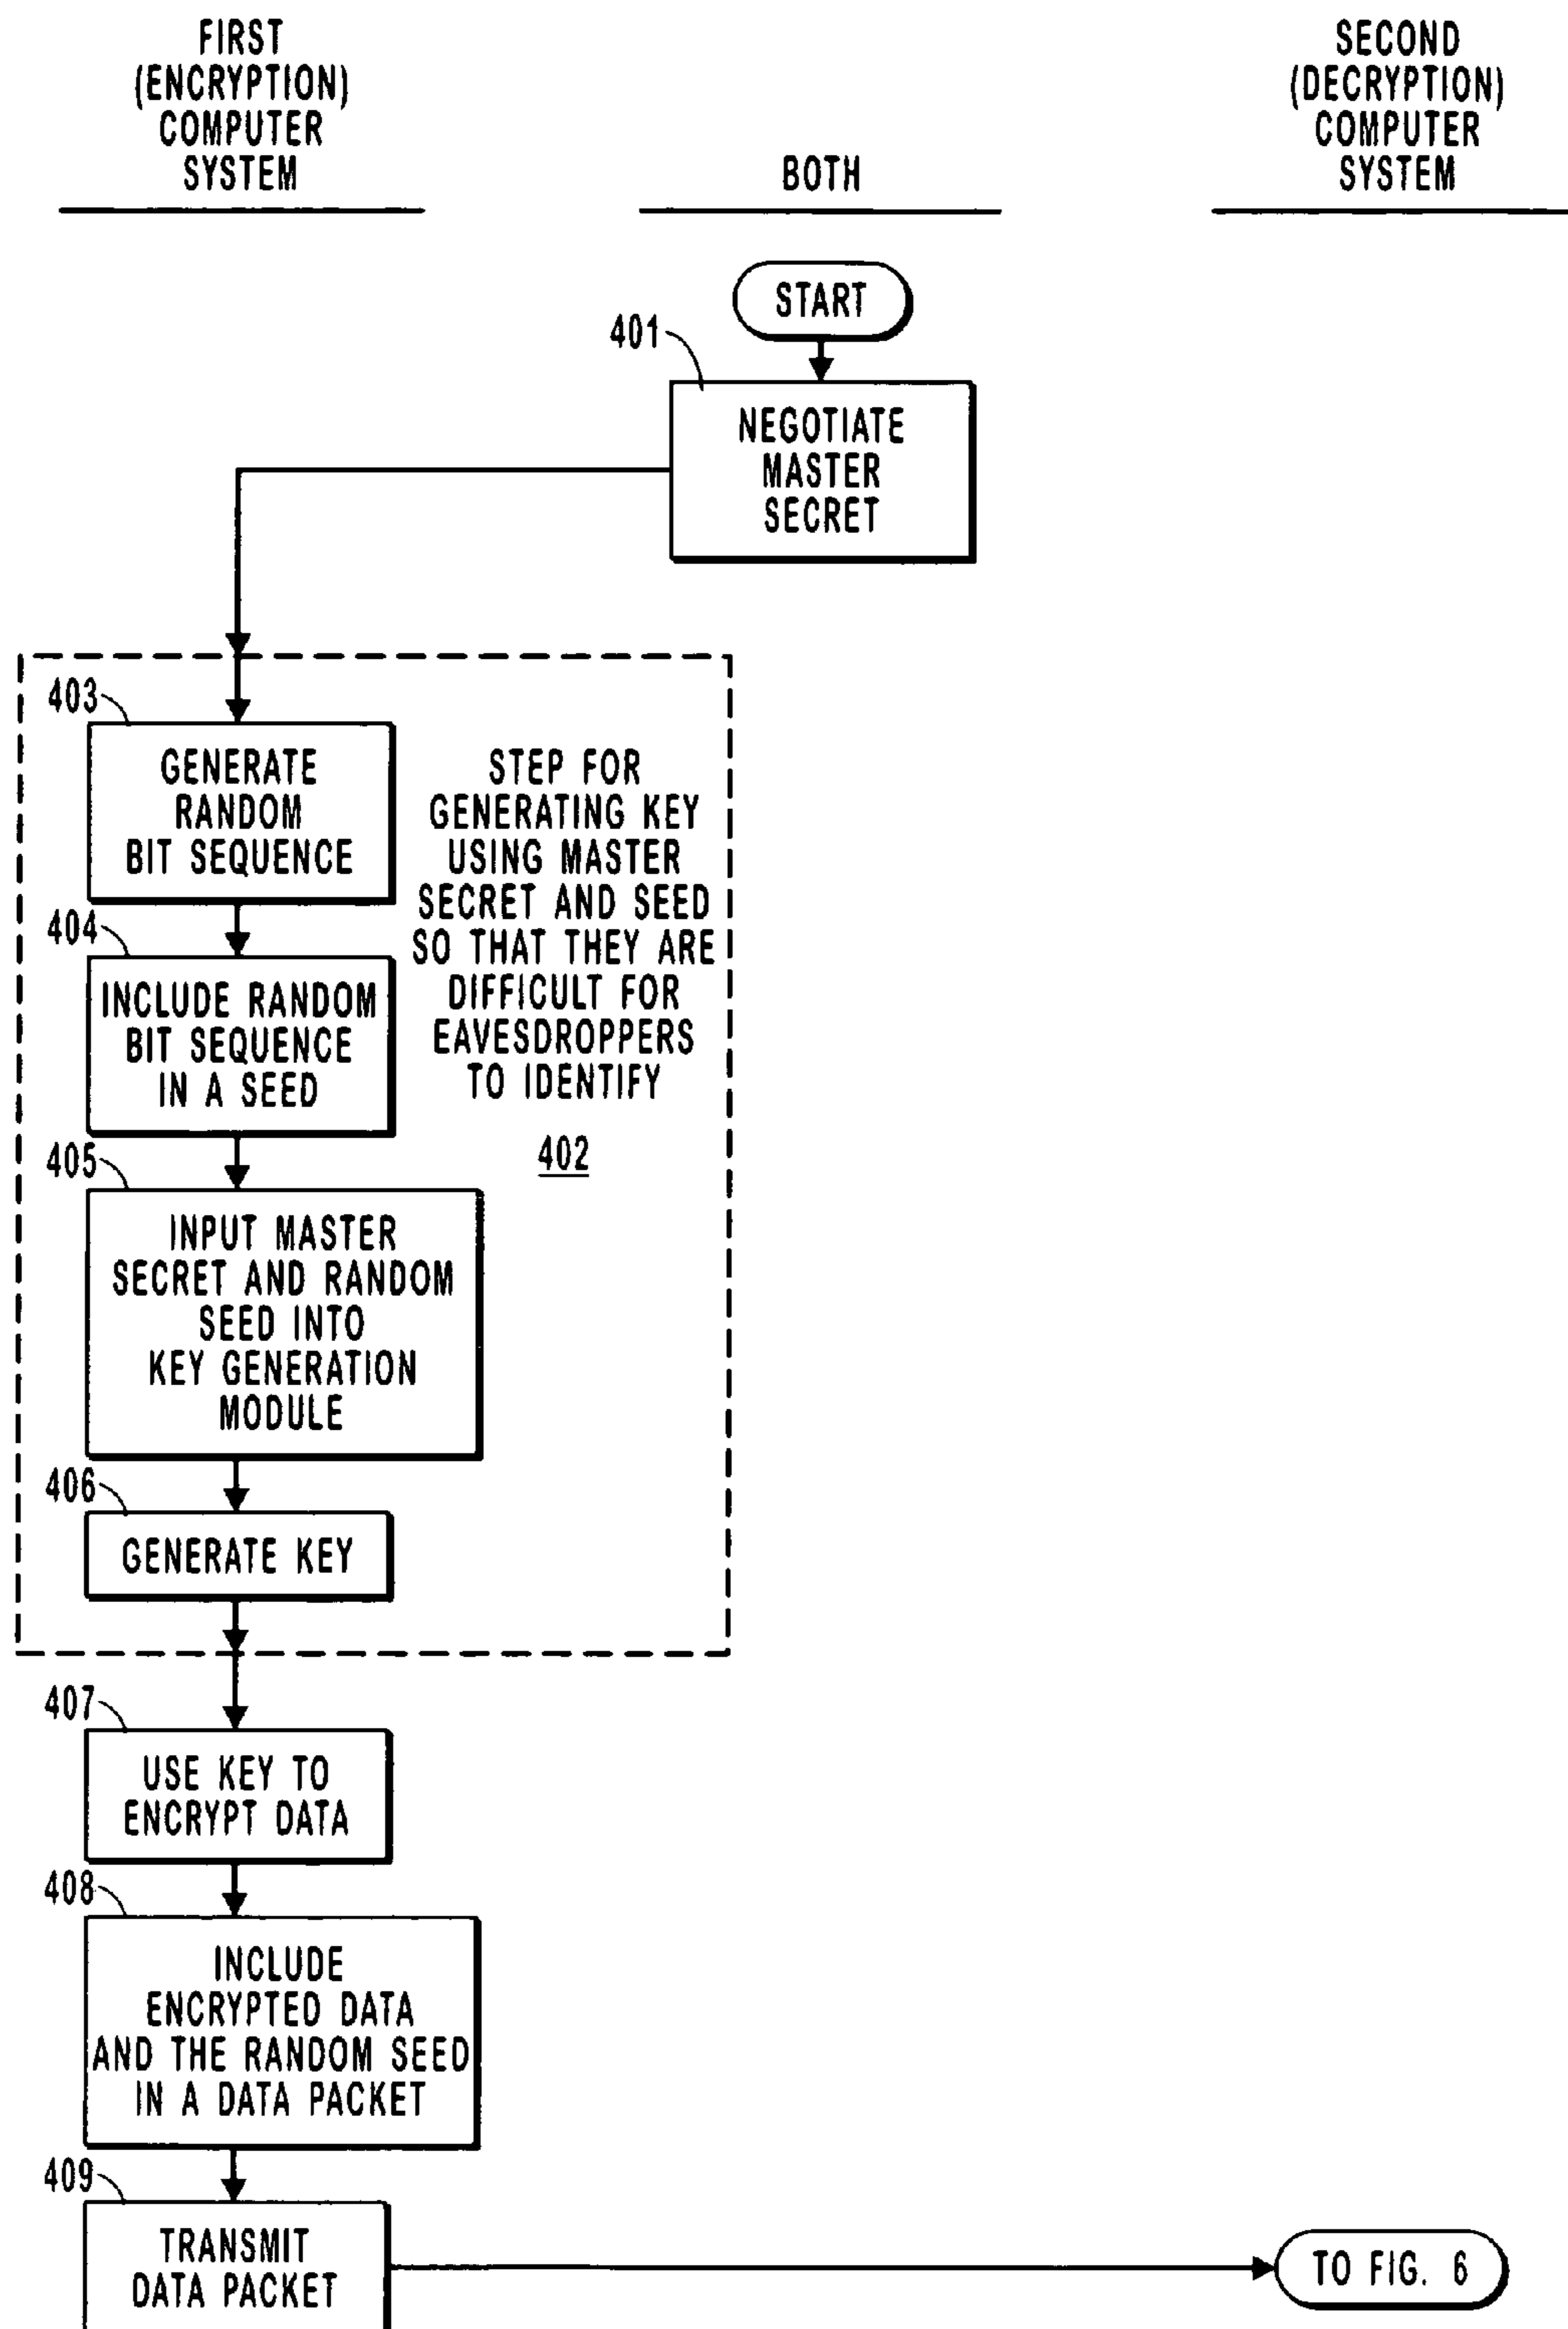 FIRST
(ENCRYPTION)
COMPUTER
SYSTEM
BOTH
SECOND
(DECRYPTION)
COMPUTER
SYSTEM
START
401
NEGOTIATE
MASTER
SECRET
403
GENERATE
RANDOM
BIT SEQUENCE
STEP FOR
GENERATING KEY
USING MASTER
SECRET AND SEED
SO THAT THEY ARE
DIFFICULT FOR
EAVESDROPPERS
TO IDENTIFY
402
404
INCLUDE RANDOM
BIT SEQUENCE
IN A SEED
405
INPUT MASTER
SECRET AND RANDOM
SEED INTO
KEY GENERATION
MODULE
406
GENERATE KEY
407
USE KEY TO
ENCRYPT DATA
408
INCLUDE
ENCRYPTED DATA
AND THE RANDOM SEED
IN A DATA PACKET
409
TRANSMIT
DATA PACKET
TO FIG. 6